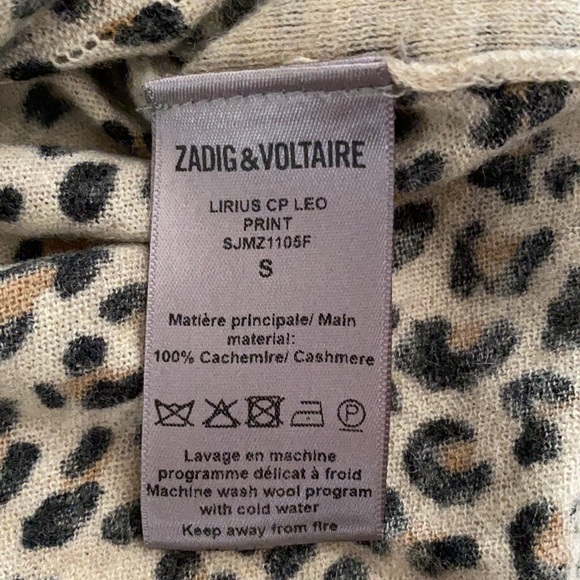 ZADIG&VOLTAIRE
LIRIUS CP LEO
PRINT
SJMZ1105F
S
Matière principale/ Main
material:
100% Cachemire/ Cashmere
P
Lavage en machine
programme délicat à froid
Machine wash wool program
with cold water
Keep away from fire